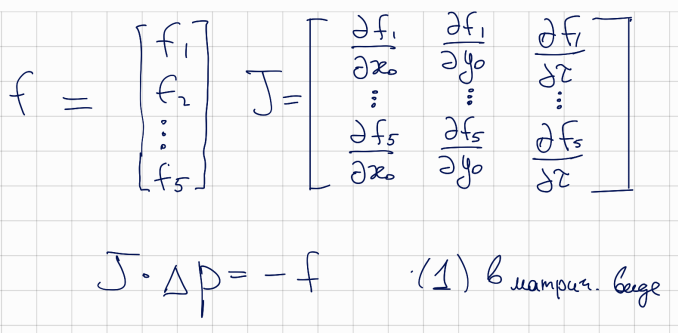 f = [f₁ f₂ ⋮ f₅] J = [∂f₁/∂x₀ ∂f₁/∂y₀ ∂f₁/∂τ ⋮ ⋮ ⋮ ∂f₅/∂x₀ ∂f₅/∂y₀ ∂f₅/∂τ]
J · Δp = − f ·(1) в матрич. виде